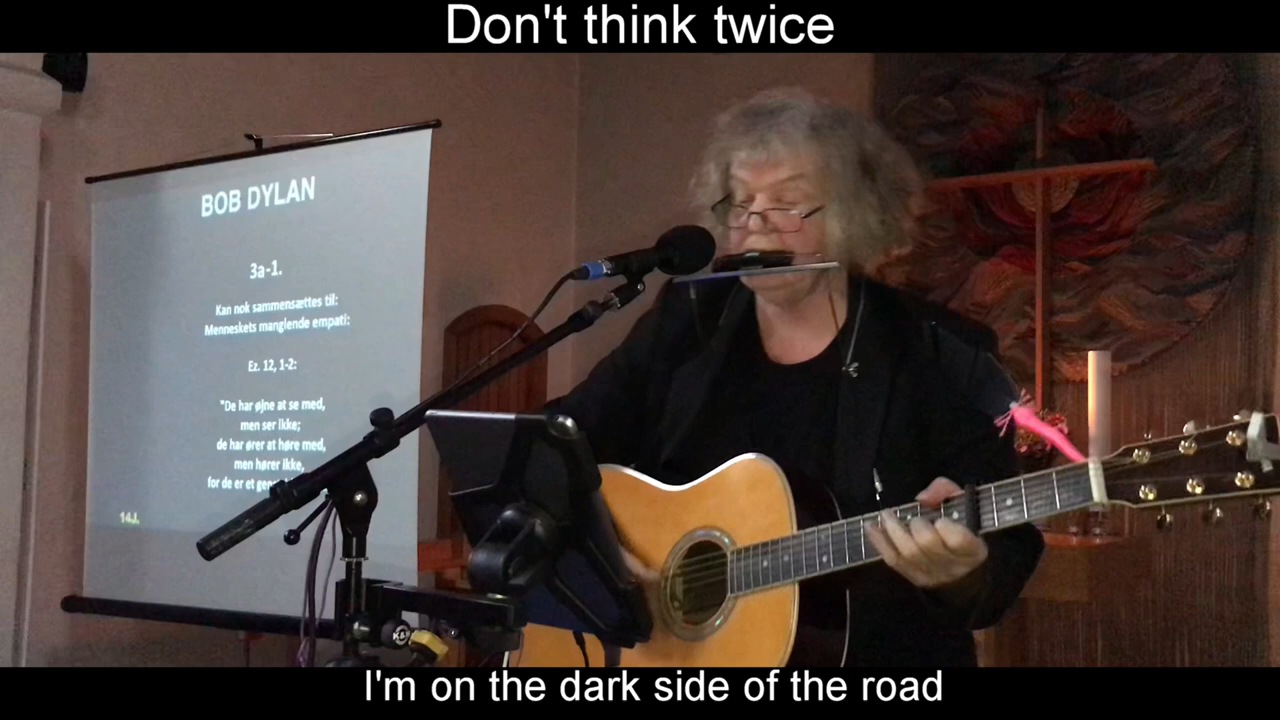 Don't think twice
BOB DYLAN
3a-1.
Kan nok sammensættes til:
Menneskets manglende empati:
Ez. 12, 1-2:
"De har øjne at se med,
men ser ikke;
de har ører at høre med,
men hører ikke,
for de er et
14J.
K&M
I'm on the dark side of the road